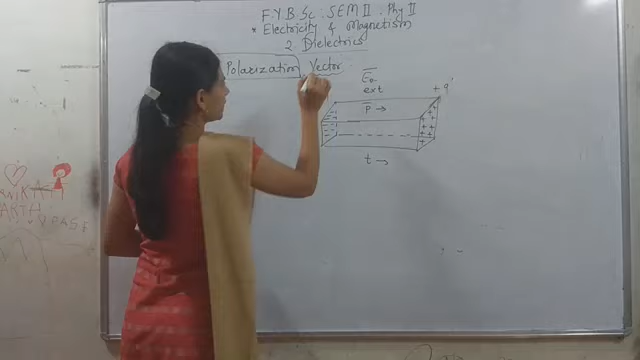 F.Y.B.Sc. SEM II Phy II
* Electricity & Magnetism
2. Dielectrics
Polarization Vector
E₀
ext
+ q'
P →
t →